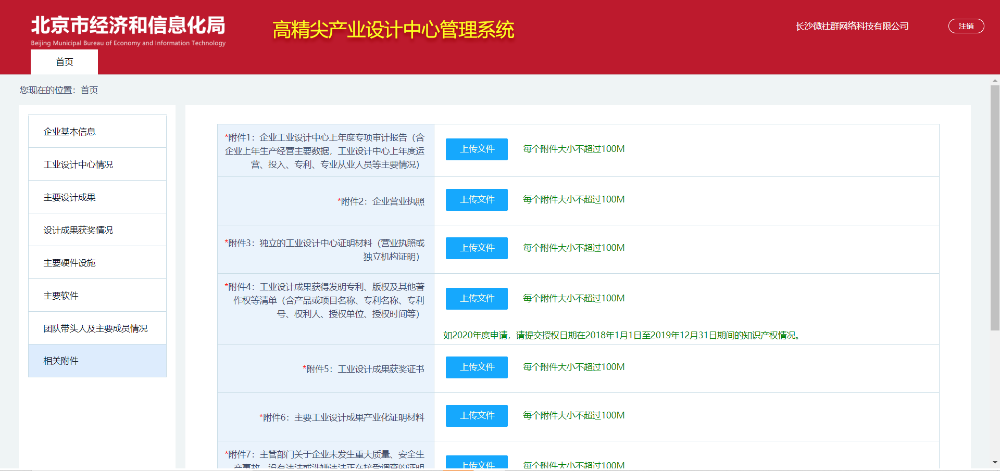 北京市经济和信息化局
Beijing Municipal Bureau of Economy and Information Technology
高精尖产业设计中心管理系统
长沙微社群网络科技有限公司
注销
首页
您现在的位置：首页
企业基本信息
工业设计中心情况
主要设计成果
设计成果获奖情况
主要硬件设施
主要软件
团队带头人及主要成员情况
相关附件
*附件1：企业工业设计中心上年度专项审计报告（含
企业上年生产经营主要数据，工业设计中心上年度运
营、投入、专利、专业从业人员等主要情况）
上传文件
每个附件大小不超过100M
*附件2：企业营业执照
上传文件
每个附件大小不超过100M
*附件3：独立的工业设计中心证明材料（营业执照或
独立机构证明）
上传文件
每个附件大小不超过100M
*附件4：工业设计成果获得发明专利、版权及其他著
作权等清单（含产品或项目名称、专利名称、专利
号、权利人、授权单位、授权时间等）
上传文件
每个附件大小不超过100M
如2020年度申请，请提交授权日期在2018年1月1日至2019年12月31日期间的知识产权情况。
*附件5：工业设计成果获奖证书
上传文件
每个附件大小不超过100M
*附件6：主要工业设计成果产业化证明材料
上传文件
每个附件大小不超过100M
*附件7：主管部门关于企业未发生重大质量、安全生
产事故、没有违法或涉嫌违法正在接受调查的证明
上传文件
每个附件大小不超过100M